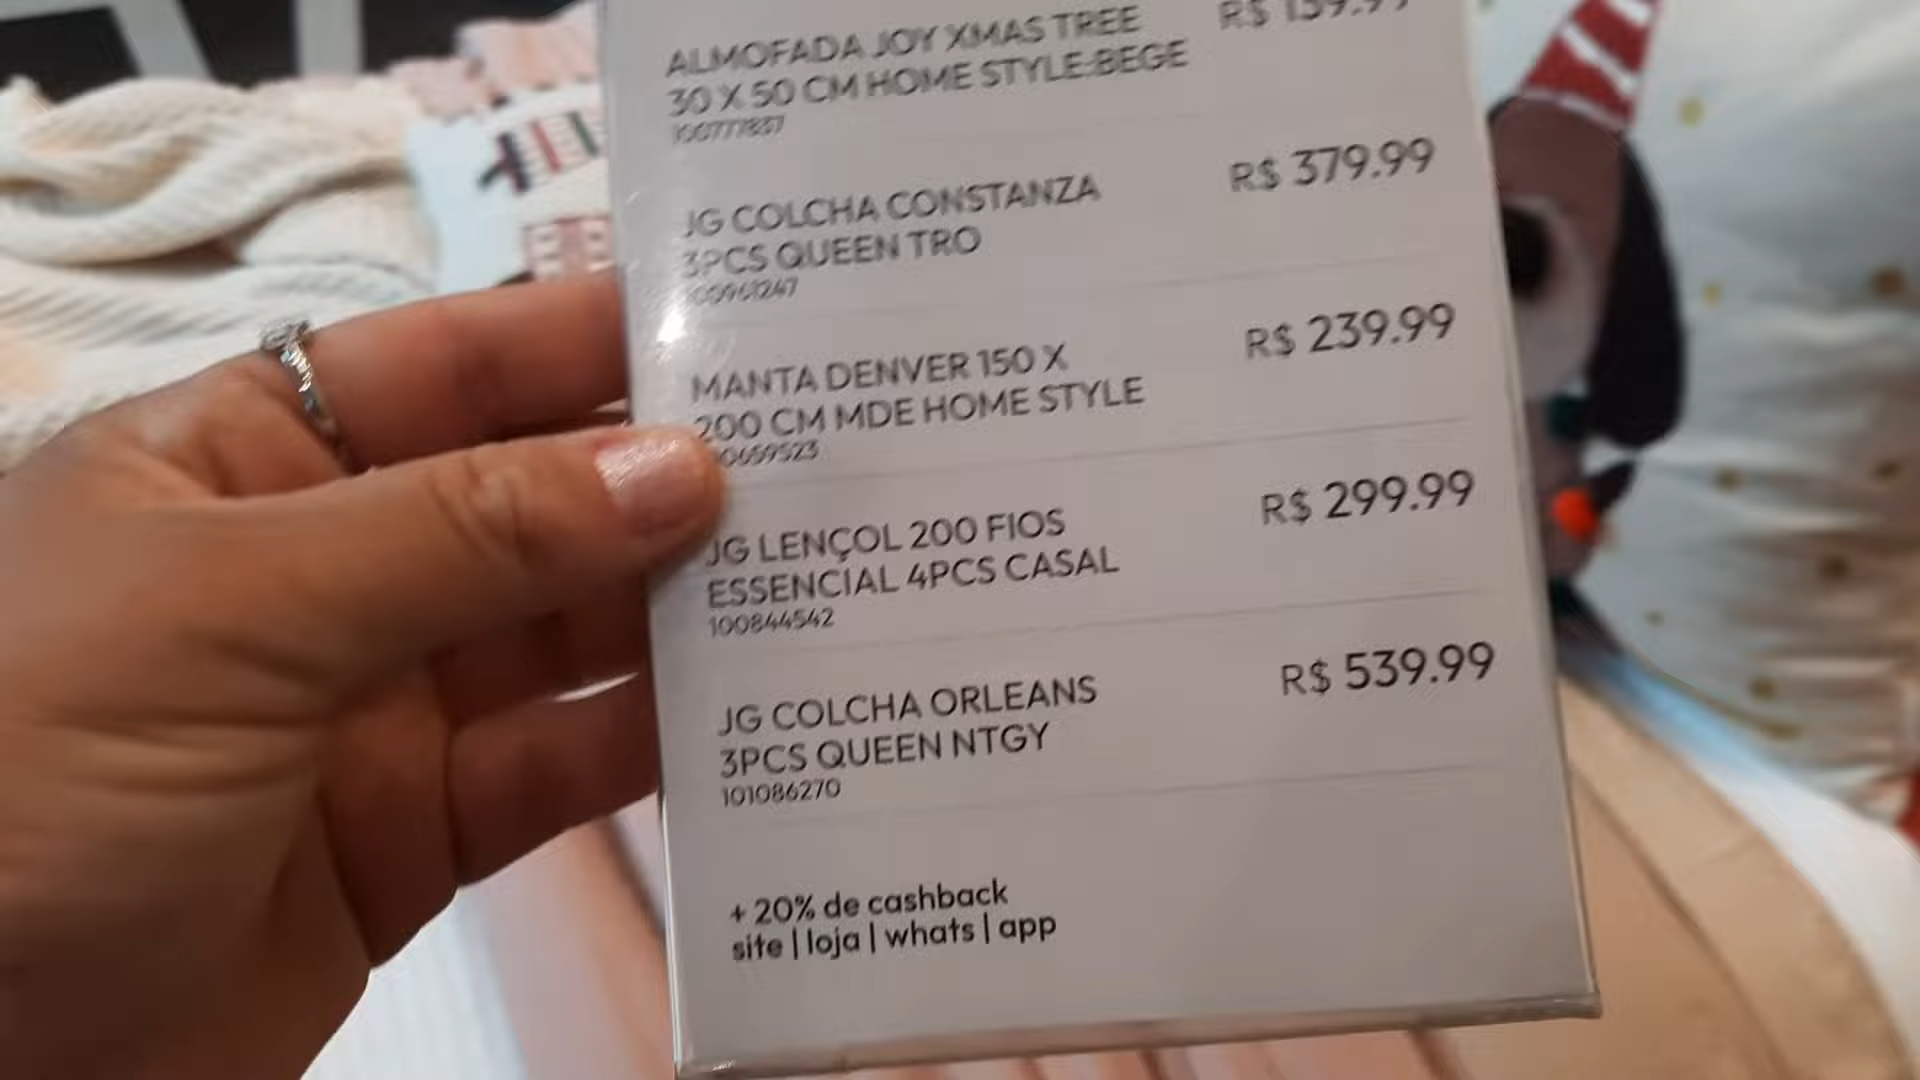 ALMOFADA JOY XMAS TREE
30 X 50 CM HOME STYLE:BEGE
100777837
R$ 379.99
JG COLCHA CONSTANZA
3PCS QUEEN TRO
R$ 239.99
MANTA DENVER 150 X
200 CM MDE HOME STYLE
R$ 299.99
JG LENÇOL 200 FIOS
ESSENCIAL 4PCS CASAL
100844542
R$ 539.99
JG COLCHA ORLEANS
3PCS QUEEN NTGY
101086270
+ 20% de cashback
site | loja | whats | app